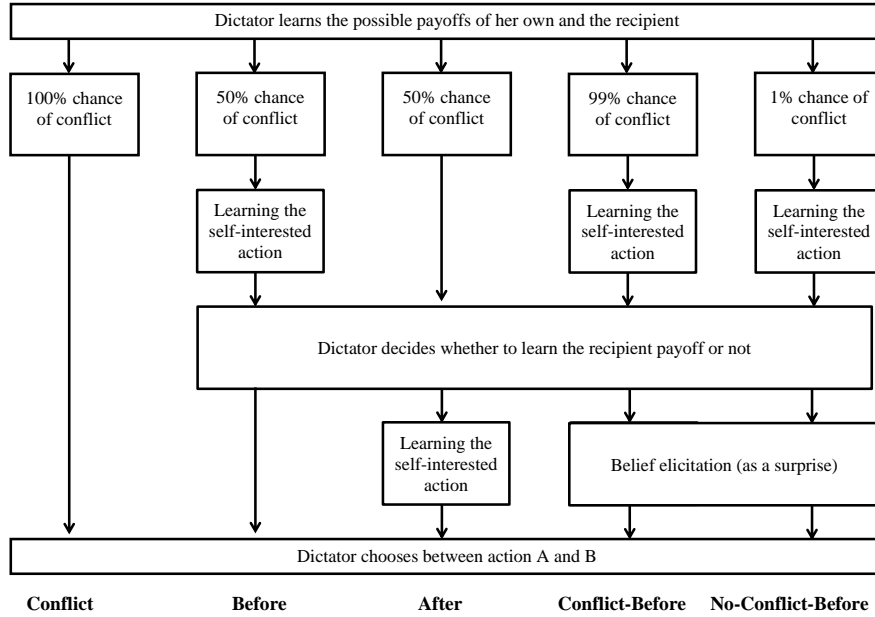 Dictator learns the possible payoffs of her own and the recipient
100% chance
of conflict
50% chance
of conflict
50% chance
of conflict
99% chance
of conflict
1% chance of
conflict
Learning the
self-interested
action
Learning the
self-interested
action
Learning the
self-interested
action
Dictator decides whether to learn the recipient payoff or not
Learning the
self-interested
action
Belief elicitation (as a surprise)
Dictator chooses between action A and B
Conflict
Before
After
Conflict-Before
No-Conflict-Before